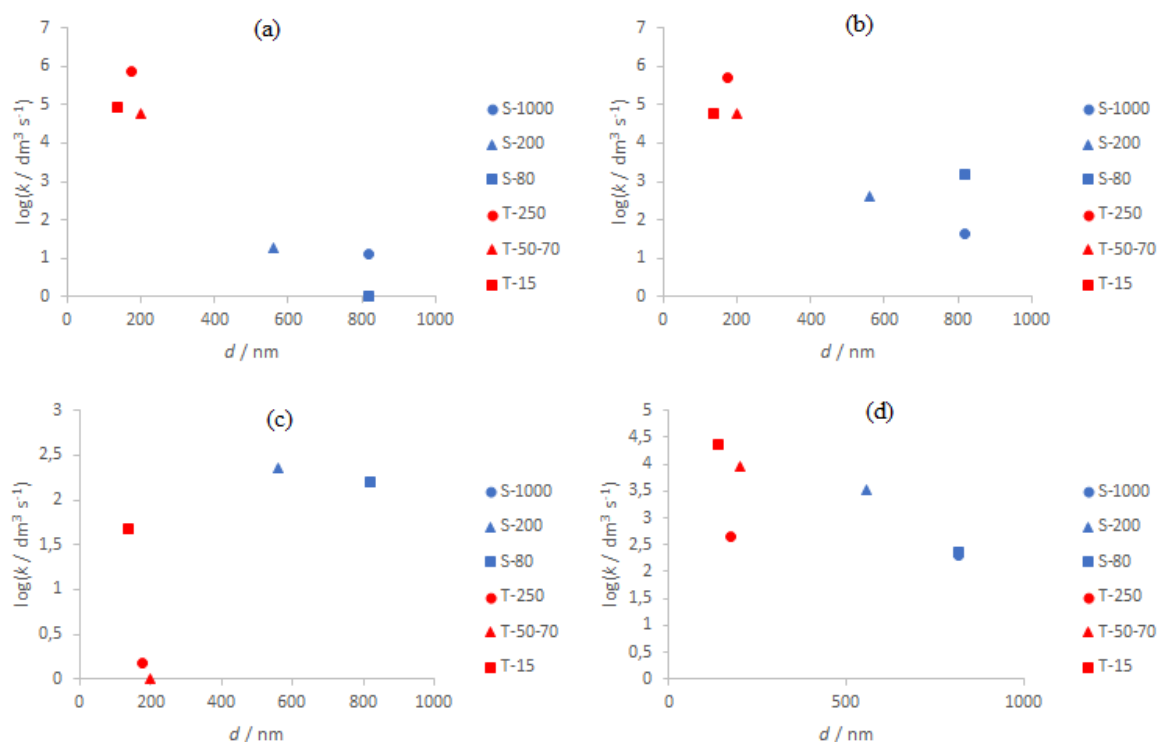 (a)
7
6
5
4
3
2
1
0
0 200 400 600 800 1000
log(k / dm³ s⁻¹)
d / nm
S-1000
S-200
S-80
T-250
T-50-70
T-15
(b)
7
6
5
4
3
2
1
0
0 200 400 600 800 1000
log(k / dm³ s⁻¹)
d / nm
S-1000
S-200
S-80
T-250
T-50-70
T-15
(c)
3
2,5
2
1,5
1
0,5
0
0 200 400 600 800 1000
log(k / dm³ s⁻¹)
d / nm
S-1000
S-200
S-80
T-250
T-50-70
T-15
(d)
5
4,5
4
3,5
3
2,5
2
1,5
1
0,5
0
0 500 1000
log(k / dm³ s⁻¹)
d / nm
S-1000
S-200
S-80
T-250
T-50-70
T-15